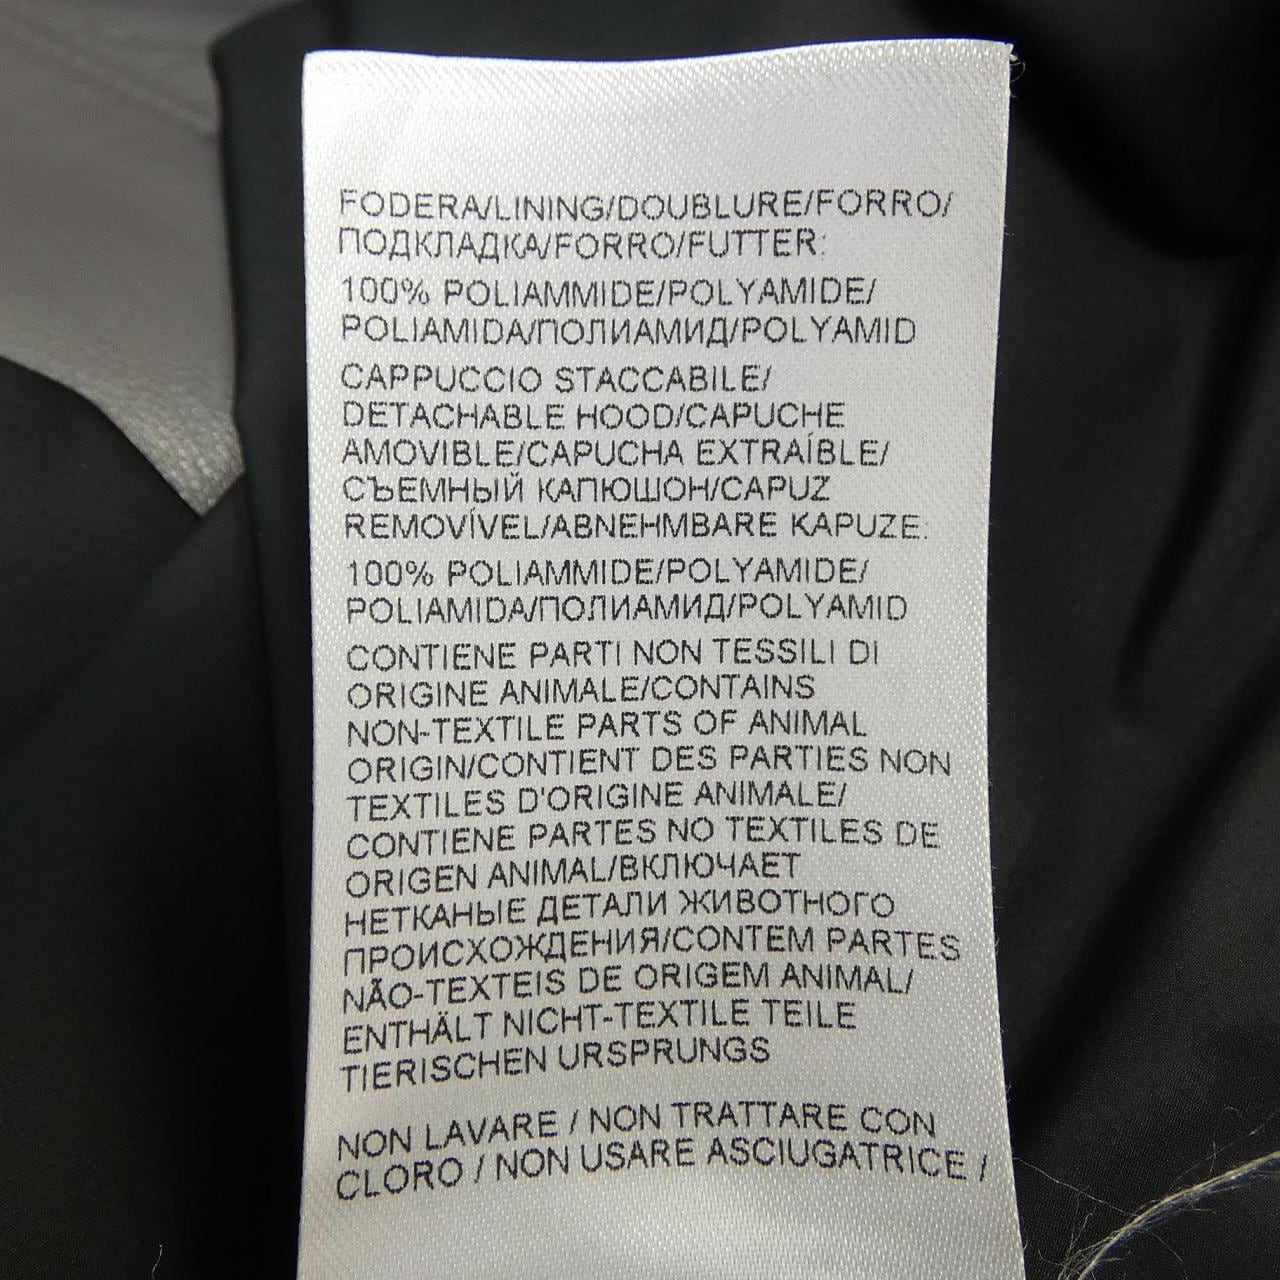 FODERA/LINING/DOUBLURE/FORRO/
ПОДКЛАДКА/FORRO/FUTTER:
100% POLIAMMIDE/POLYAMIDE/
POLIAMIDA/ПОЛИАМИД/POLYAMID
CAPPUCCIO STACCABILE/
DETACHABLE HOOD/CAPUCHE
AMOVIBLE/CAPUCHA EXTRAÍBLE/
СЪЕМНЫЙ КАПЮШОН/CAPUZ
REMOVÍVEL/ABNEHMBARE KAPUZE:
100% POLIAMMIDE/POLYAMIDE/
POLIAMIDA/ПОЛИАМИД/POLYAMID
CONTIENE PARTI NON TESSILI DI
ORIGINE ANIMALE/CONTAINS
NON-TEXTILE PARTS OF ANIMAL
ORIGIN/CONTIENT DES PARTIES NON
TEXTILES D'ORIGINE ANIMALE/
CONTIENE PARTES NO TEXTILES DE
ORIGEN ANIMAL/ВКЛЮЧАЕТ
НЕТКАНЫЕ ДЕТАЛИ ЖИВОТНОГО
ПРОИСХОЖДЕНИЯ/CONTEM PARTES
NÃO-TEXTEIS DE ORIGEM ANIMAL/
ENTHÄLT NICHT-TEXTILE TEILE
TIERISCHEN URSPRUNGS
NON LAVARE / NON TRATTARE CON
CLORO / NON USARE ASCIUGATRICE /